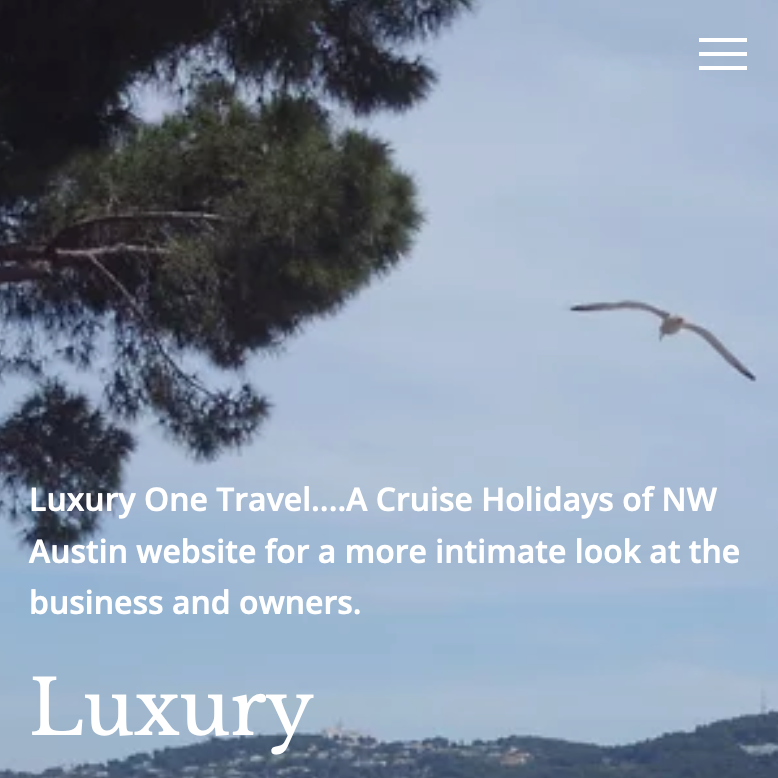 Luxury One Travel....A Cruise Holidays of NW
Austin website for a more intimate look at the
business and owners.
Luxury